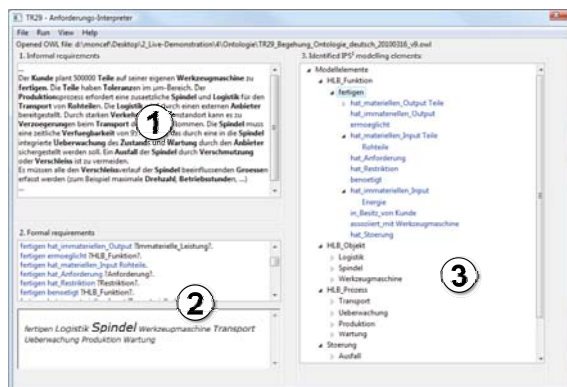 TR29 - Anforderungs-Interpreter
File Run View Help
Opened OWL file: d:\moncef\Desktop\2_Live-Demonstration\4\Ontologie\TR29_Begehung_Ontologie_deutsch_20100316_v9.owl
1. Informal requirements
...
Der Kunde plant 500000 Teile auf seiner eigenen Werkzeugmaschine zu
fertigen. Die Teile haben Toleranzen im µm-Bereich. Der
Produktionsprozess erfordert eine zusätzliche Spindel und Logistik für den
Transport von Rohteilen. Die Logistik durch einen externen Anbieter
bereitgestellt. Durch starken kann es zu
Verzoegerungen beim Transport kommen. Die Spindel muss
eine zeitliche Verfuegbarkeit von durch eine in die Spindel
integrierte Ueberwachung des Zustands und Wartung durch den Anbieter
sichergestellt werden soll. Ein Ausfall der Spindel durch Verschmutzung
oder Verschleiss ist zu vermeiden.
Es müssen alle den Verschleissverlauf der Spindel beeinflussenden Groessen
erfasst werden (zum Beispiel maximale Drehzahl, Betriebsstunden, ...)
...
1
2. Formal requirements
fertigen hat_immateriellen_Output ?Immaterielle_Leistung?.
fertigen ermoeglicht ?HLB_Funktion?.
fertigen hat_materiellen_Input Rohteile.
fertigen hat_Anforderung ?Anforderung?.
fertigen hat_Restriktion ?Restriktion?.
fertigen benoetigt ?HLB_Funktion?.
2
fertigen Logistik Spindel Werkzeugmaschine Transport
Ueberwachung Produktion Wartung
3. Identified IPS² modelling elements:
Modellelemente
HLB_Funktion
fertigen
hat_materiellen_Output Teile
hat_immateriellen_Output
ermoeglicht
hat_materiellen_Input Teile
Rohteile
hat_Anforderung
hat_Restriktion
benoetigt
hat_immateriellen_Input
Energie
in_Besitz_von Kunde
assoziiert_mit Werkzeugmaschine
hat_Stoerung
HLB_Objekt
Logistik
Spindel
Werkzeugmaschine
HLB_Prozess
Transport
Ueberwachung
Produktion
Wartung
Stoerung
Ausfall
3